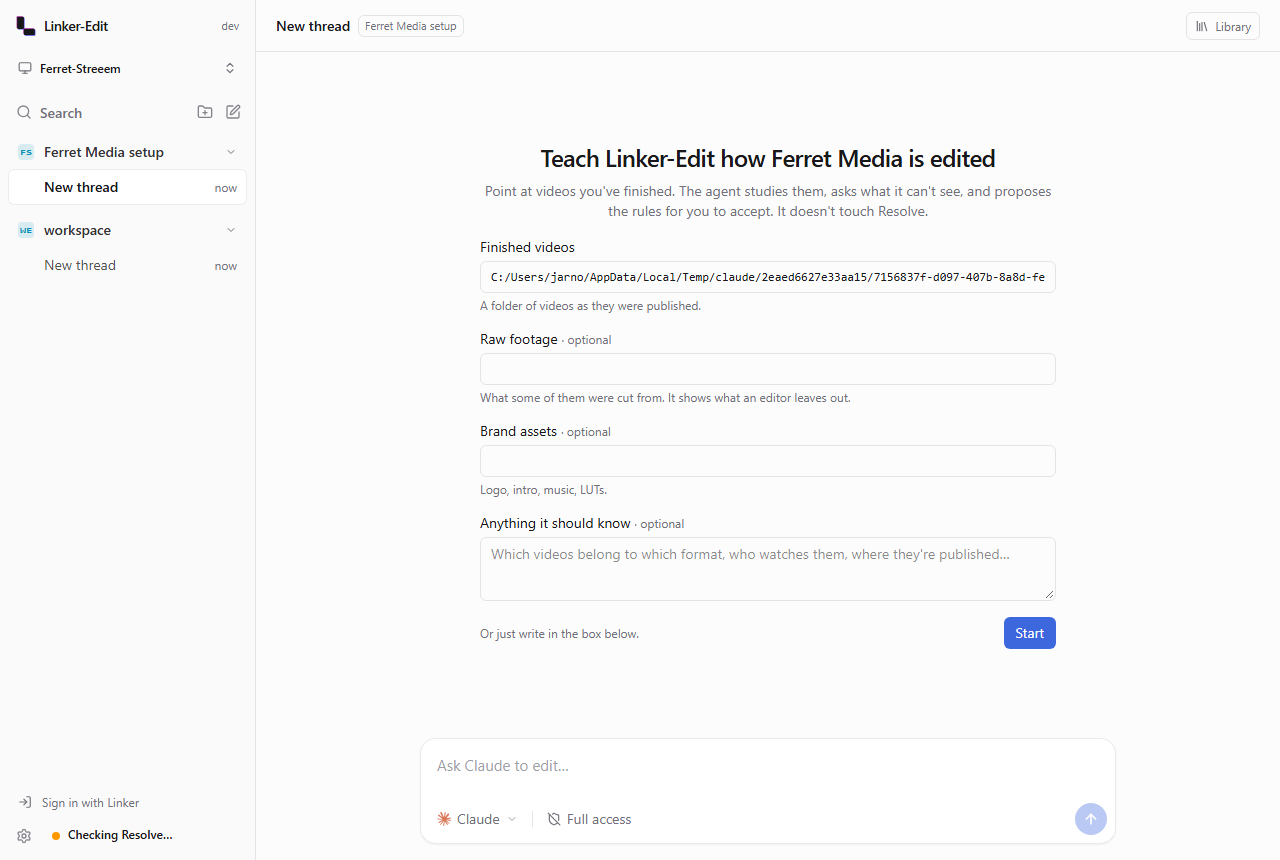 Linker-Edit
dev
Ferret-Streeem
Search
FS Ferret Media setup
New thread now
WE workspace
New thread now
Sign in with Linker
Checking Resolve...
New thread Ferret Media setup
Library
Teach Linker-Edit how Ferret Media is edited
Point at videos you've finished. The agent studies them, asks what it can't see, and proposes
the rules for you to accept. It doesn't touch Resolve.
Finished videos
C:/Users/jarno/AppData/Local/Temp/claude/2eaed6627e33aa15/7156837f-d097-407b-8a8d-fe
A folder of videos as they were published.
Raw footage · optional
What some of them were cut from. It shows what an editor leaves out.
Brand assets · optional
Logo, intro, music, LUTs.
Anything it should know · optional
Which videos belong to which format, who watches them, where they're published...
Or just write in the box below.
Start
Ask Claude to edit...
Claude
Full access